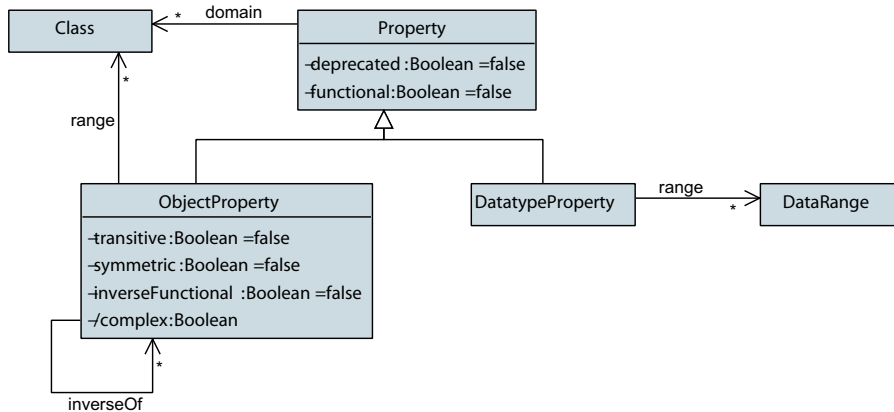 Class
*
domain
Property
-deprecated :Boolean =false
-functional:Boolean =false
*
range
ObjectProperty
-transitive:Boolean =false
-symmetric:Boolean =false
-inverseFunctional :Boolean =false
-/complex:Boolean
*
inverseOf
DatatypeProperty
range
*
DataRange